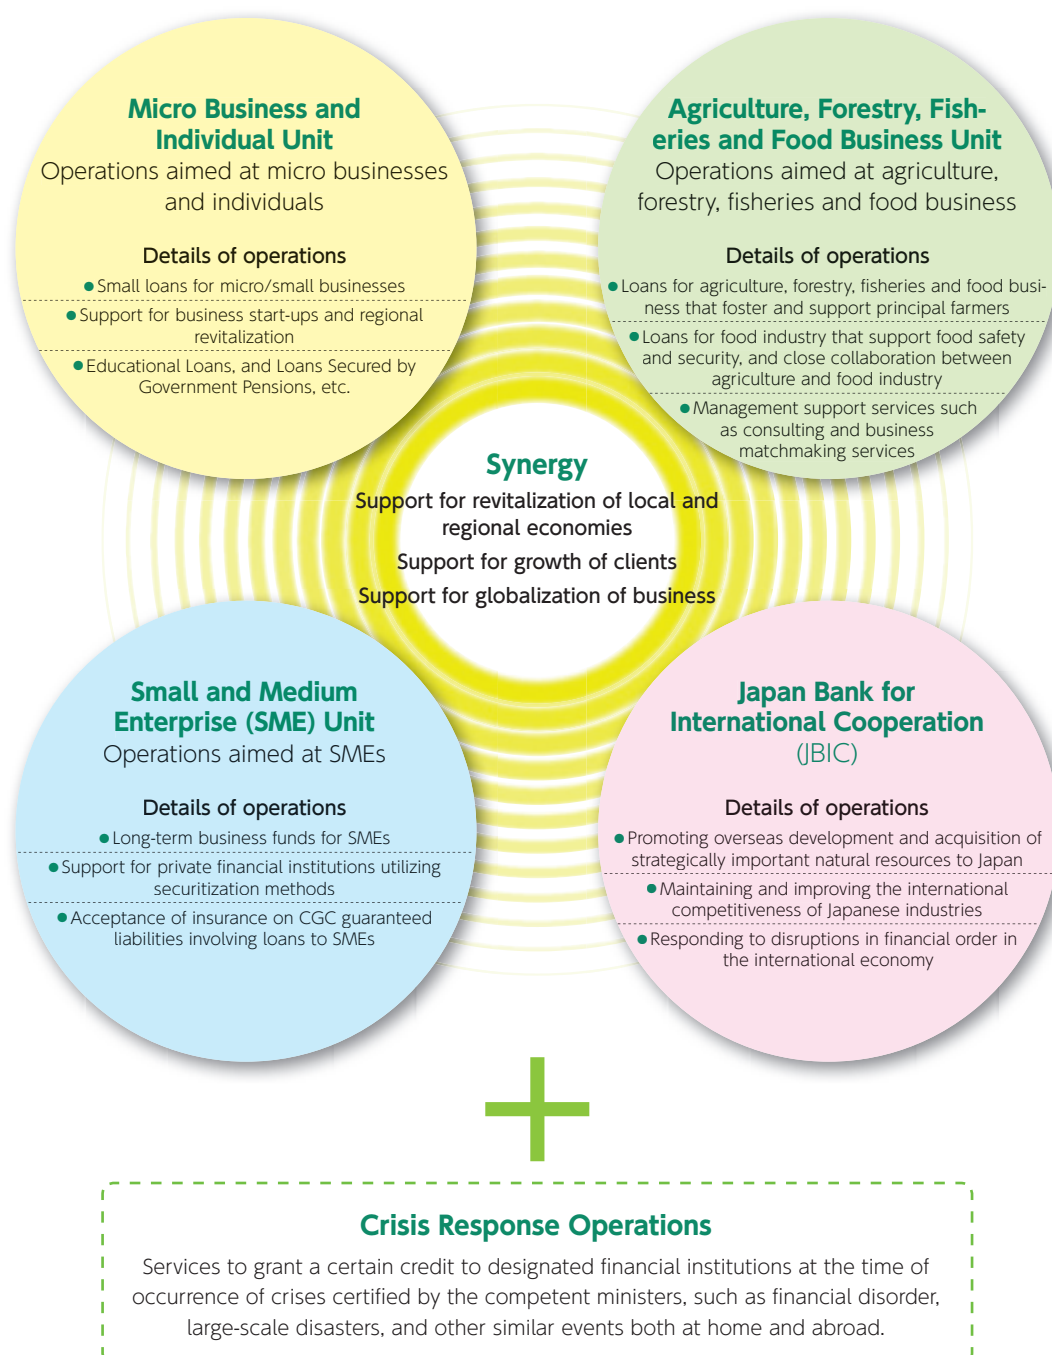 Micro Business and
Individual Unit
Operations aimed at micro businesses
and individuals
Details of operations
● Small loans for micro/small businesses
● Support for business start-ups and regional
revitalization
● Educational Loans, and Loans Secured by
Government Pensions, etc.
Agriculture, Forestry, Fish-
eries and Food Business Unit
Operations aimed at agriculture,
forestry, fisheries and food business
Details of operations
● Loans for agriculture, forestry, fisheries and food busi-
ness that foster and support principal farmers
● Loans for food industry that support food safety
and security, and close collaboration between
agriculture and food industry
● Management support services such
as consulting and business
matchmaking services
Synergy
Support for revitalization of local and
regional economies
Support for growth of clients
Support for globalization of business
Small and Medium
Enterprise (SME) Unit
Operations aimed at SMEs
Details of operations
● Long-term business funds for SMEs
● Support for private financial institutions utilizing
securitization methods
● Acceptance of insurance on CGC guaranteed
liabilities involving loans to SMEs
Japan Bank for
International Cooperation
(JBIC)
Details of operations
● Promoting overseas development and acquisition of
strategically important natural resources to Japan
● Maintaining and improving the international
competitiveness of Japanese industries
● Responding to disruptions in financial order in
the international economy
Crisis Response Operations
Services to grant a certain credit to designated financial institutions at the time of
occurrence of crises certified by the competent ministers, such as financial disorder,
large-scale disasters, and other similar events both at home and abroad.